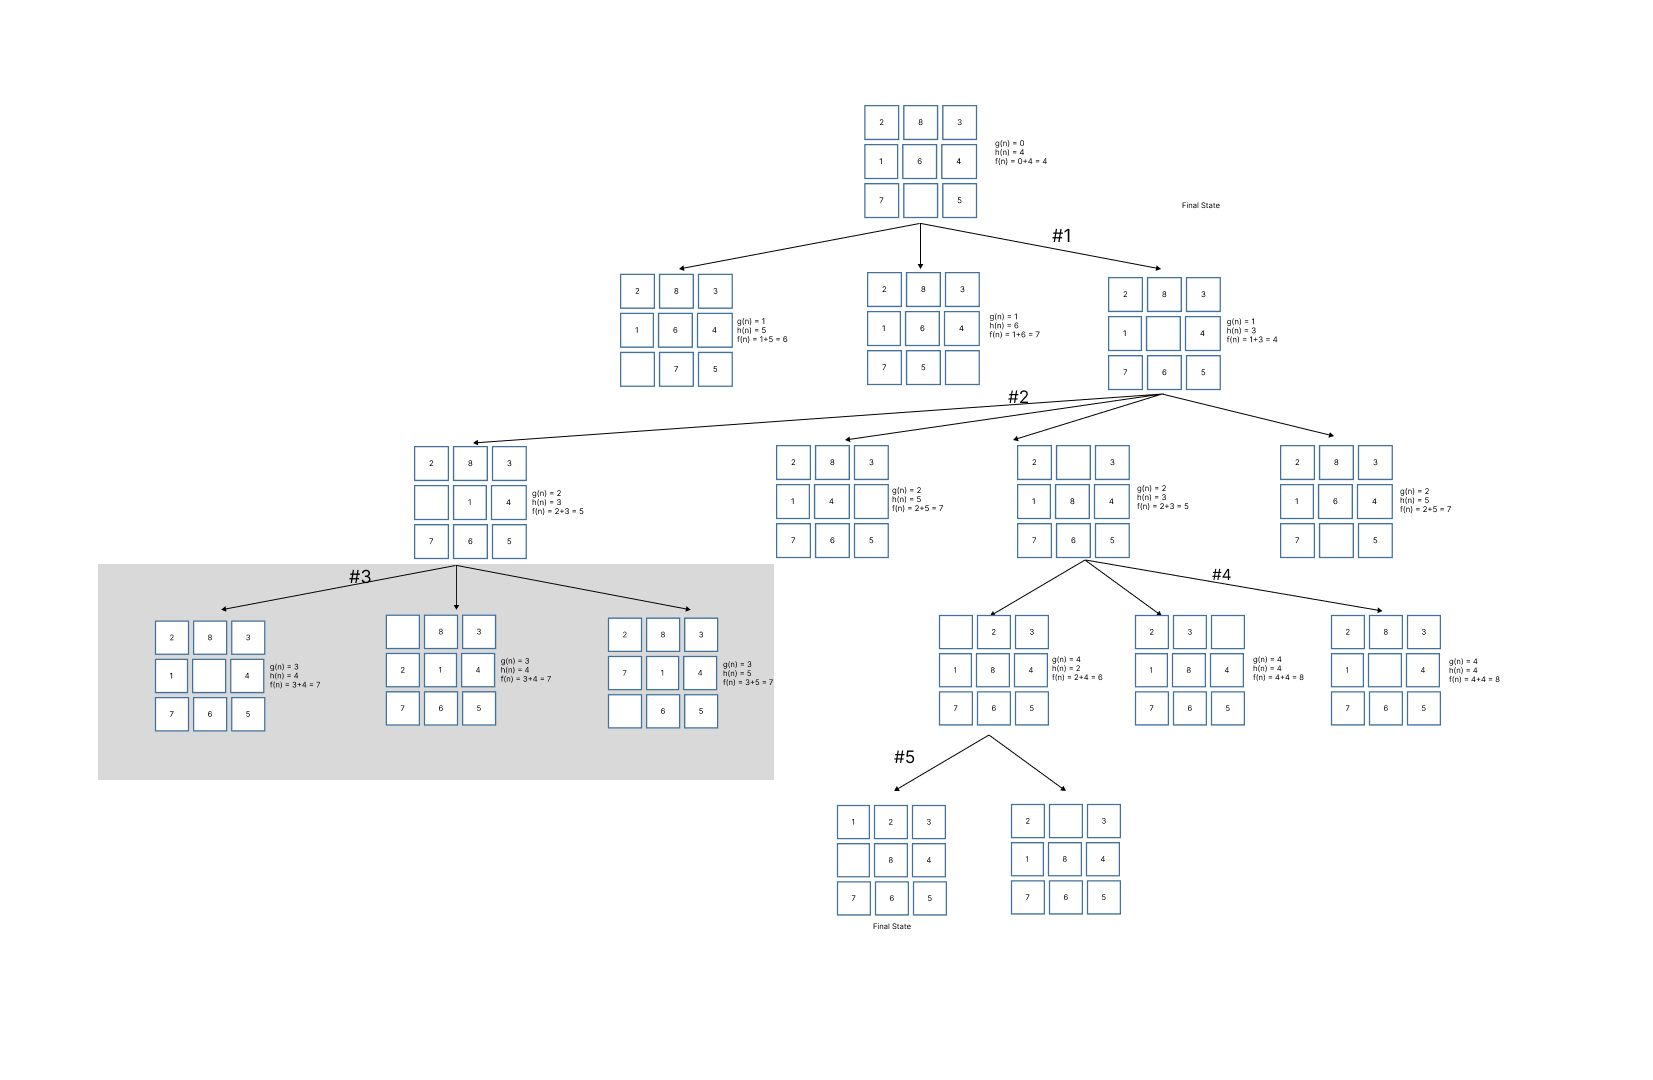 2 8 3
1 6 4
7 5
g(n) = 0
h(n) = 4
f(n) = 0+4 = 4
Final State
#1
2 8 3
1 6 4
7 5
g(n) = 1
h(n) = 5
f(n) = 1+5 = 6
2 8 3
1 6 4
7 5
g(n) = 1
h(n) = 6
f(n) = 1+6 = 7
2 8 3
1 4
7 6 5
g(n) = 1
h(n) = 3
f(n) = 1+3 = 4
#2
2 8 3
1 4
7 6 5
g(n) = 2
h(n) = 3
f(n) = 2+3 = 5
2 8 3
1 4
7 6 5
g(n) = 2
h(n) = 5
f(n) = 2+5 = 7
2 3
1 8 4
7 6 5
g(n) = 2
h(n) = 3
f(n) = 2+3 = 5
2 8 3
1 6 4
7 5
g(n) = 2
h(n) = 5
f(n) = 2+5 = 7
#3
2 8 3
1 4
7 6 5
g(n) = 3
h(n) = 4
f(n) = 3+4 = 7
8 3
2 1 4
7 6 5
g(n) = 3
h(n) = 4
f(n) = 3+4 = 7
2 8 3
7 1 4
6 5
g(n) = 3
h(n) = 5
f(n) = 3+5 = 7
#4
2 3
1 8 4
7 6 5
g(n) = 4
h(n) = 2
f(n) = 2+4 = 6
2 3
1 8 4
7 6 5
g(n) = 4
h(n) = 4
f(n) = 4+4 = 8
2 8 3
1 4
7 6 5
g(n) = 4
h(n) = 4
f(n) = 4+4 = 8
#5
1 2 3
8 4
7 6 5
Final State
2 3
1 8 4
7 6 5